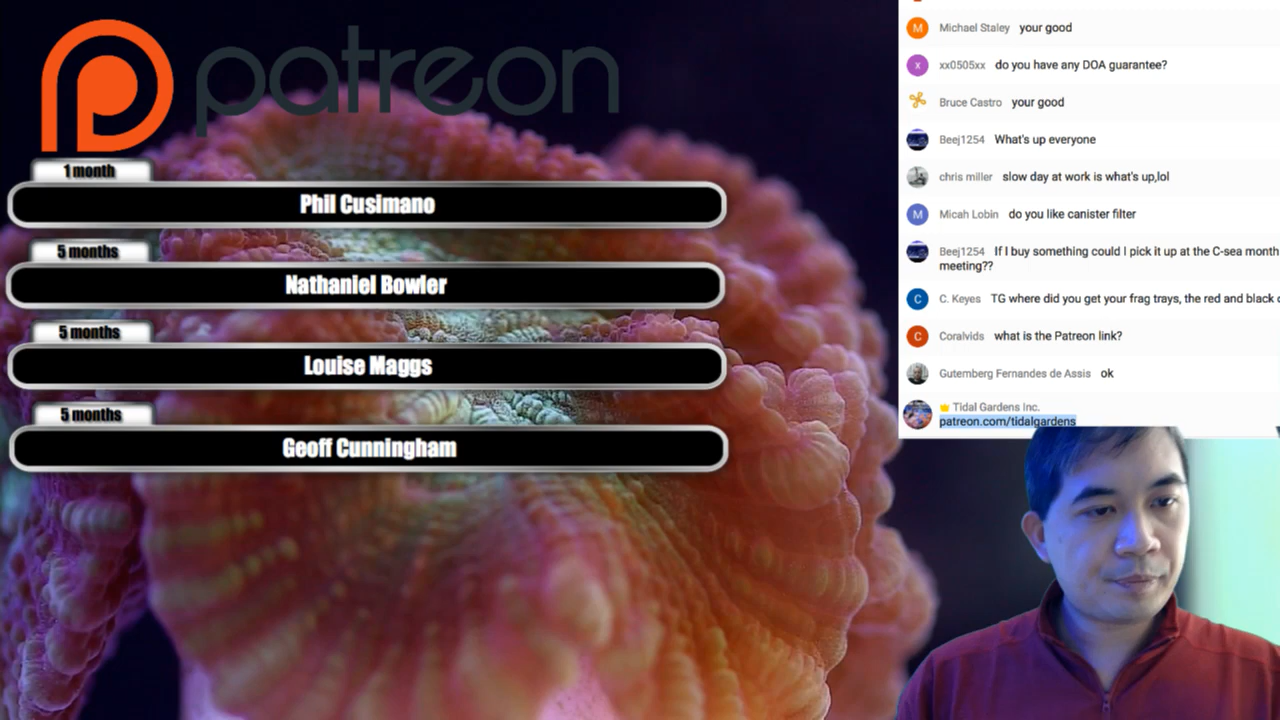 patreon
1 month
Phil Cusimano
5 months
Nathaniel Bowler
5 months
Louise Maggs
5 months
Geoff Cunningham
M Michael Staley your good
x xx0505xx do you have any DOA guarantee?
Bruce Castro your good
Beej1254 What's up everyone
chris miller slow day at work is what's up,lol
M Micah Lobin do you like canister filter
Beej1254 If I buy something could I pick it up at the C-sea month
meeting??
C C. Keyes TG where did you get your frag trays, the red and black
C Coralvids what is the Patreon link?
Gutemberg Fernandes de Assis ok
Tidal Gardens Inc.
patreon.com/tidalgardens